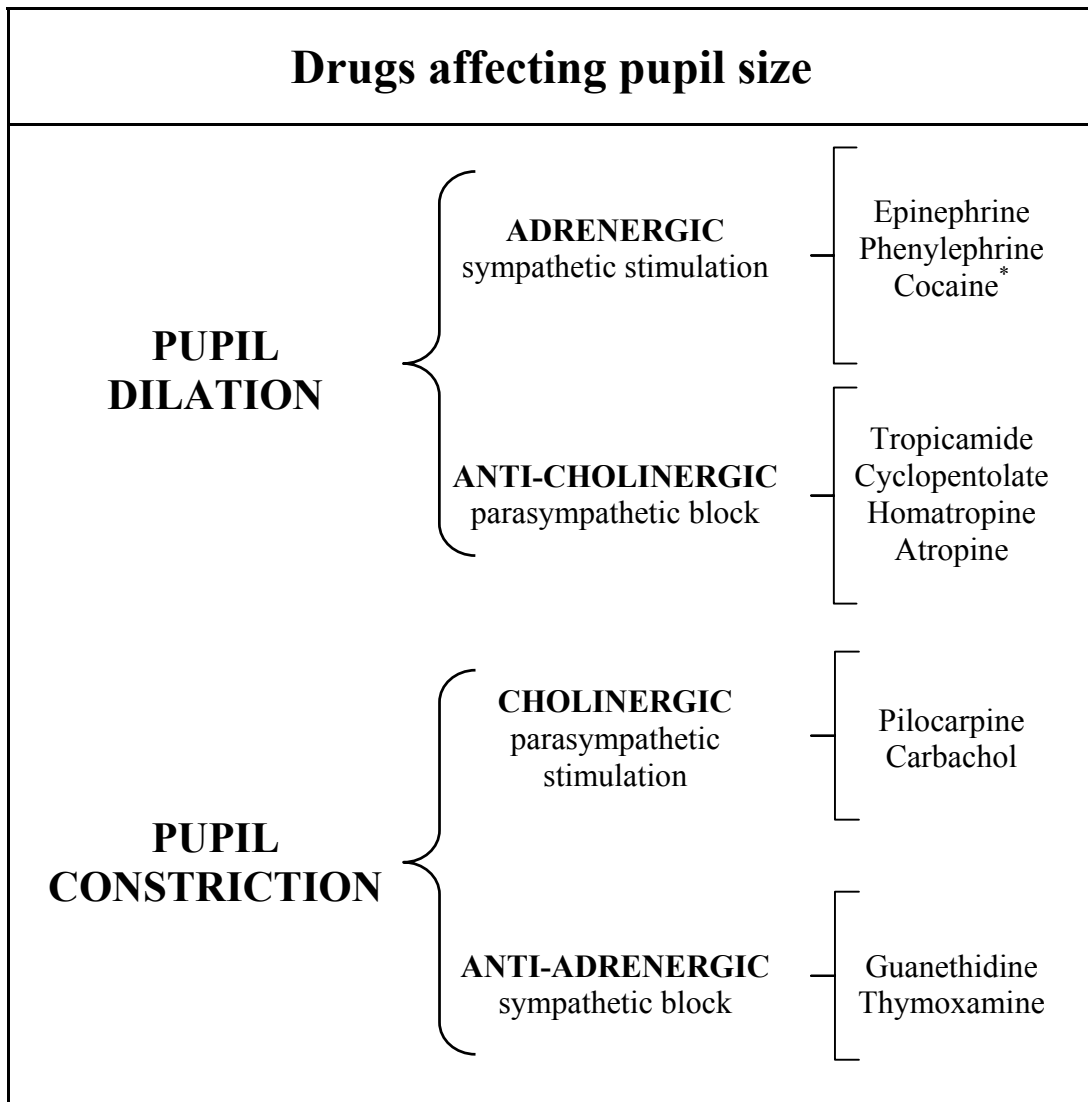 Drugs affecting pupil size
PUPIL
DILATION
ADRENERGIC
sympathetic stimulation
Epinephrine
Phenylephrine
Cocaine*
ANTI-CHOLINERGIC
parasympathetic block
Tropicamide
Cyclopentolate
Homatropine
Atropine
PUPIL
CONSTRICTION
CHOLINERGIC
parasympathetic
stimulation
Pilocarpine
Carbachol
ANTI-ADRENERGIC
sympathetic block
Guanethidine
Thymoxamine